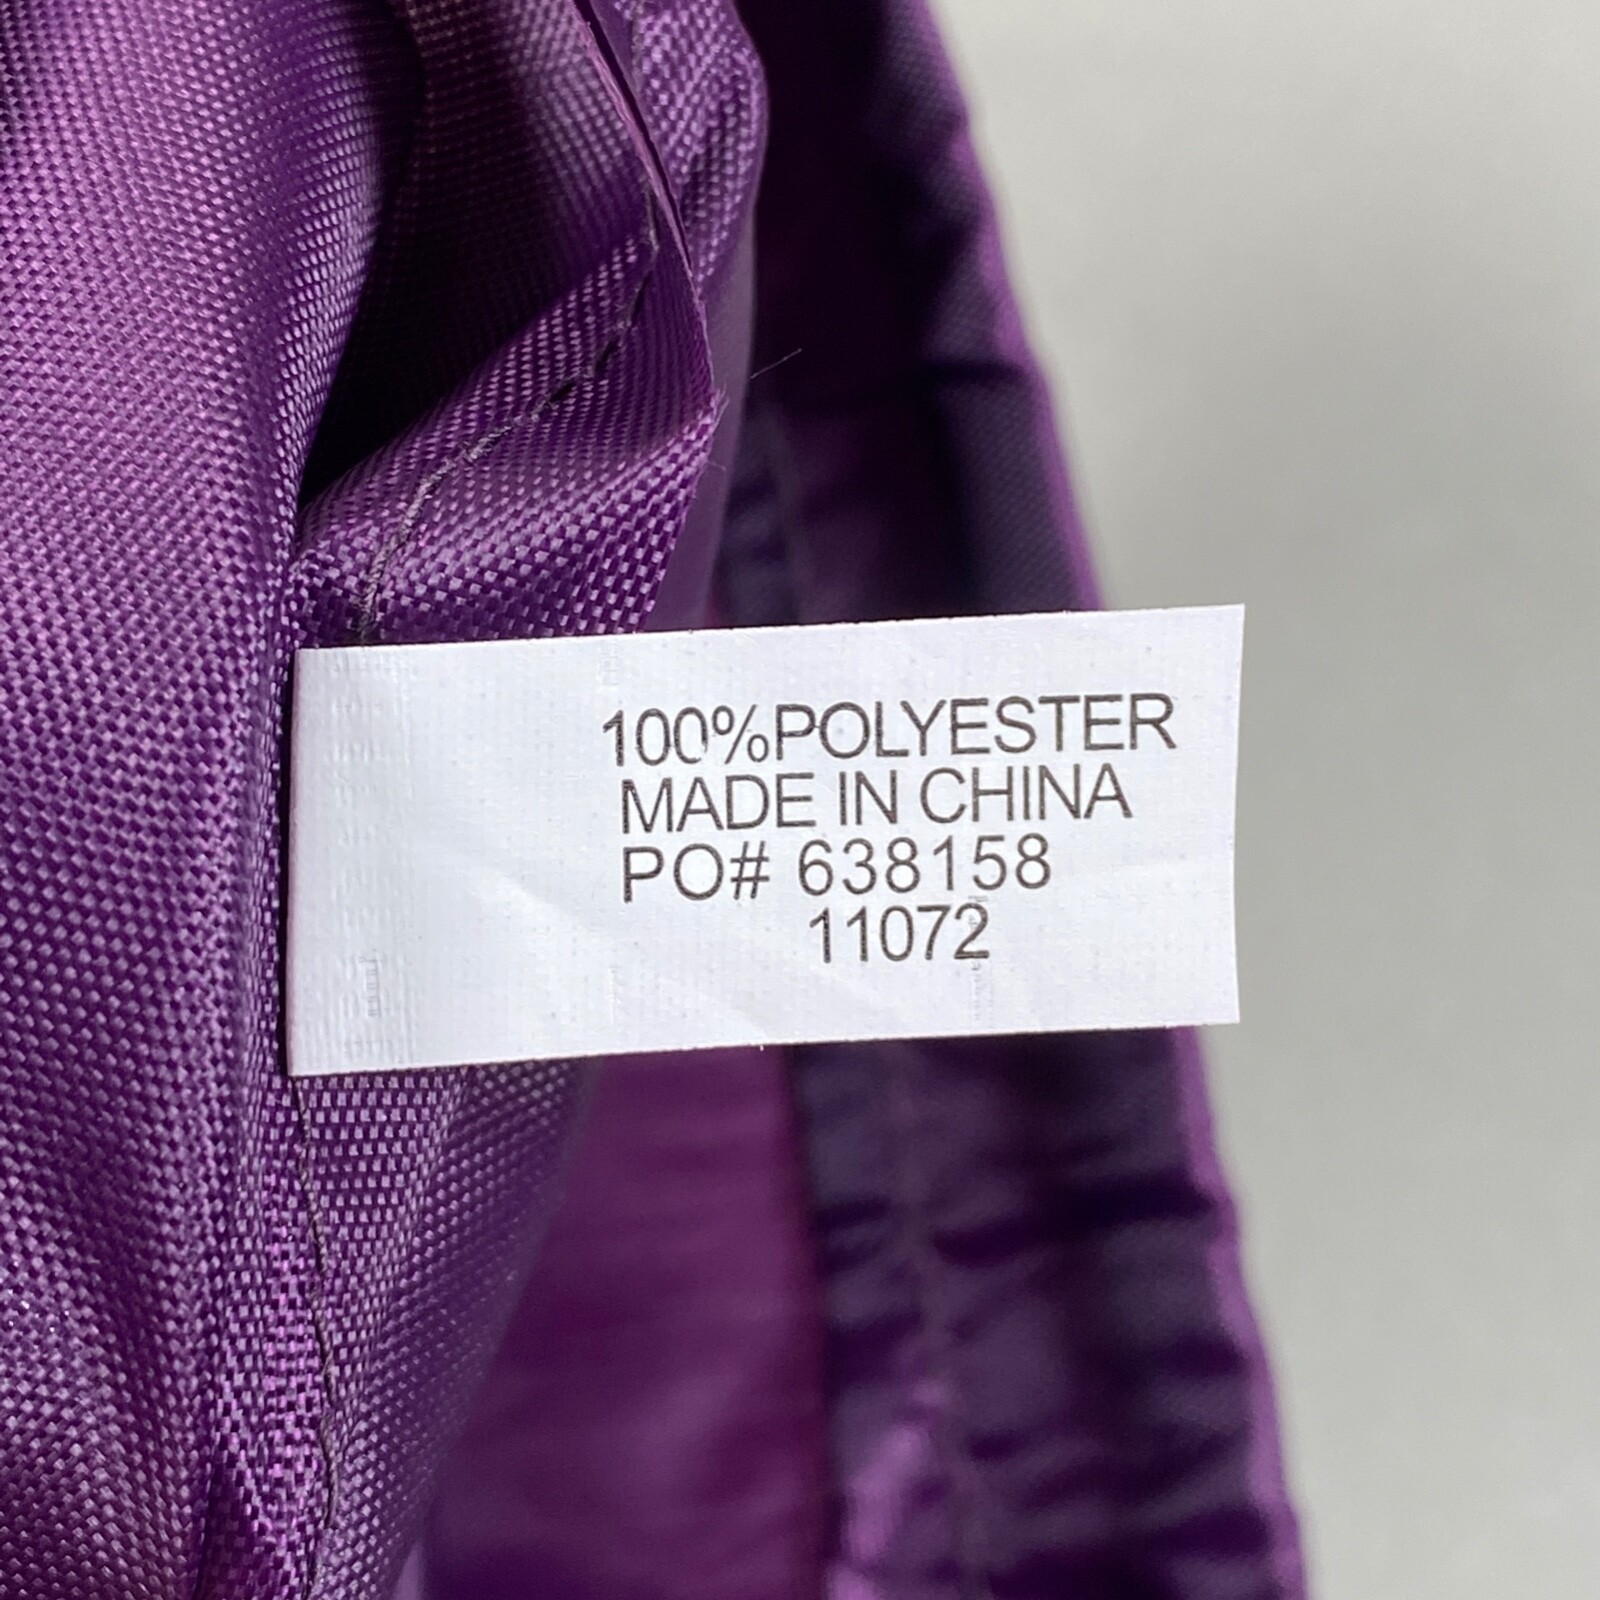 100%POLYESTER
MADE IN CHINA
PO# 638158
11072